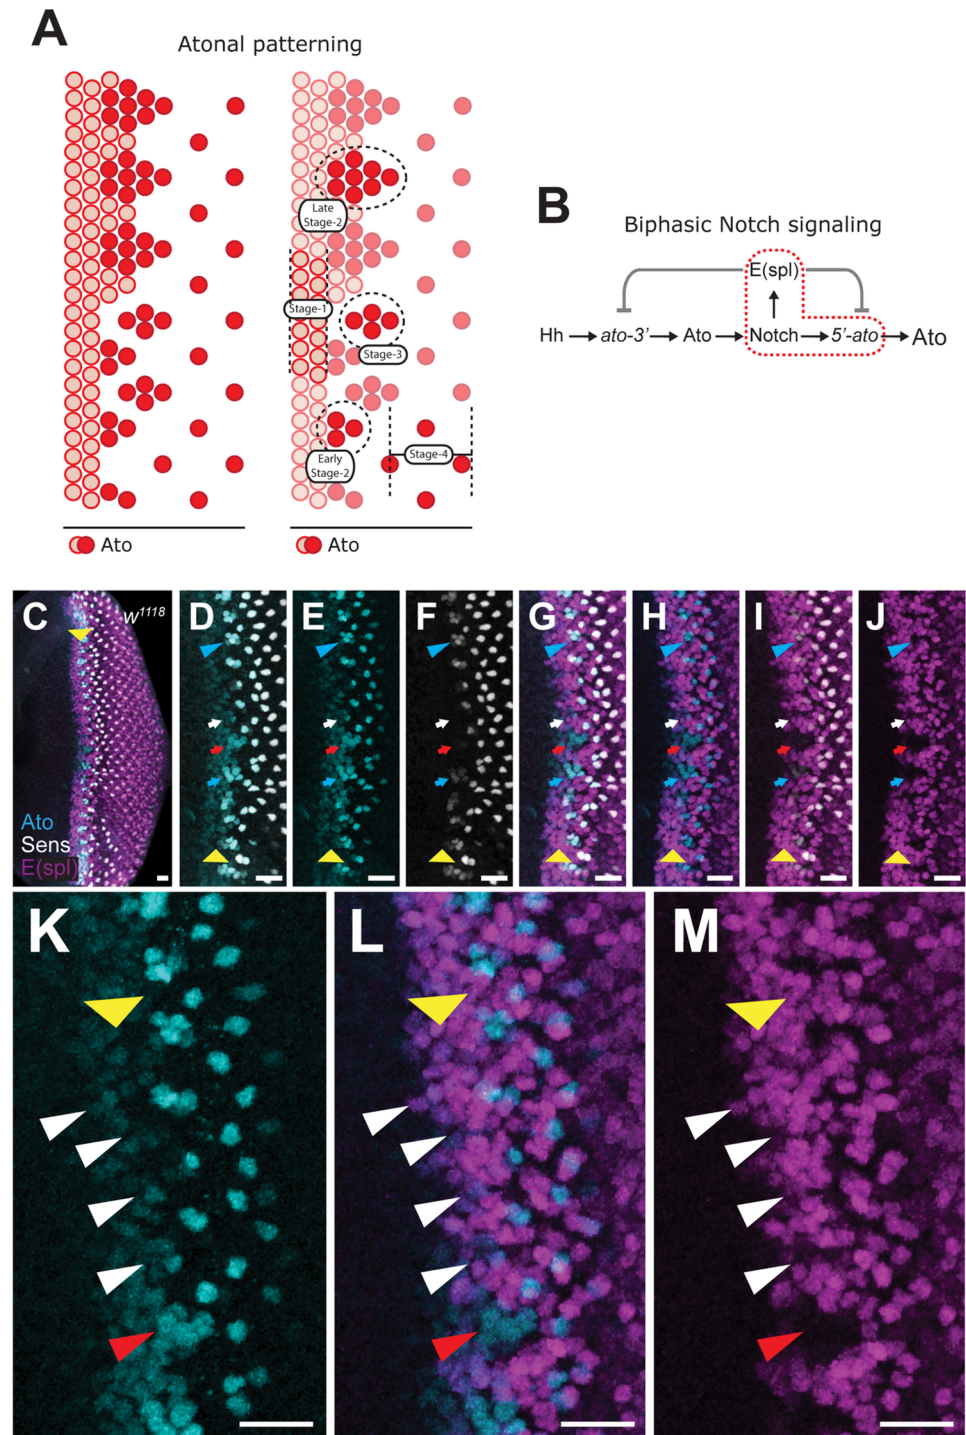 A
Atonal patterning
Late
Stage-2
Stage-1
Stage-3
Early
Stage-2
Stage-4
Ato
Ato
B
Biphasic Notch signaling
E(spl)
Hh ato-3' Ato Notch 5'-ato Ato
C
w1118
Ato
Sens
E(spl)
D
E
F
G
H
I
J
K
L
M